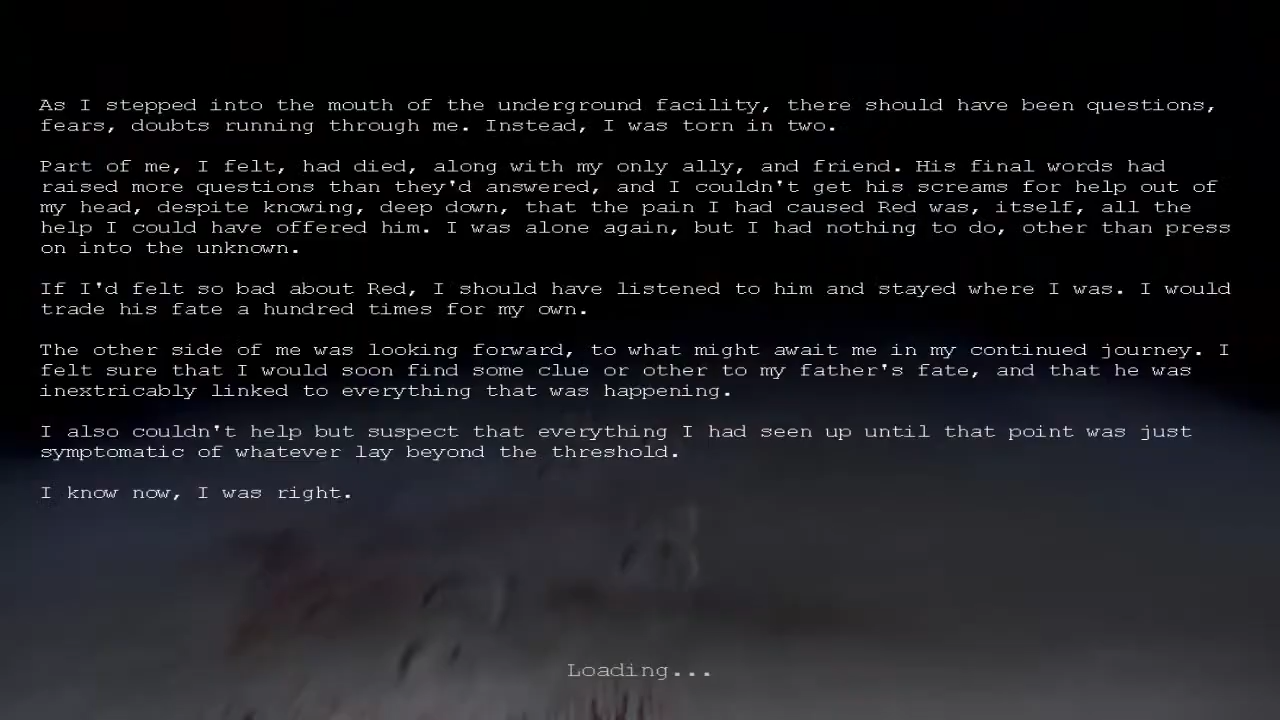 As I stepped into the mouth of the underground facility, there should have been questions,
fears, doubts running through me. Instead, I was torn in two.
Part of me, I felt, had died, along with my only ally, and friend. His final words had
raised more questions than they'd answered, and I couldn't get his screams for help out of
my head, despite knowing, deep down, that the pain I had caused Red was, itself, all the
help I could have offered him. I was alone again, but I had nothing to do, other than press
on into the unknown.
If I'd felt so bad about Red, I should have listened to him and stayed where I was. I would
trade his fate a hundred times for my own.
The other side of me was looking forward, to what might await me in my continued journey. I
felt sure that I would soon find some clue or other to my father's fate, and that he was
inextricably linked to everything that was happening.
I also couldn't help but suspect that everything I had seen up until that point was just
symptomatic of whatever lay beyond the threshold.
I know now, I was right.
Loading...